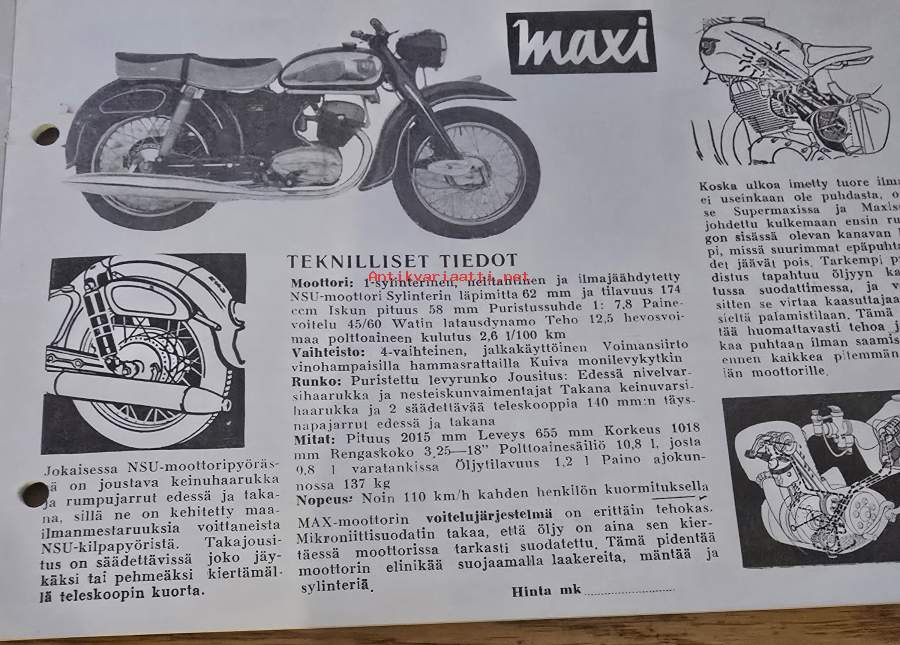 maxi
TEKNILLISET TIEDOT
Antikvariaatti.net
Moottori: 1-sylinterinen, nelitahtinen ja ilmajäähdytetty
NSU-moottori Sylinterin läpimitta 62 mm ja tilavuus 174
ccm Iskun pituus 58 mm Puristussuhde 1: 7,8 Paine-
voitelu 45/60 Watin latausdynamo Teho 12,5 hevosvoi-
maa polttoaineen kulutus 2,6 l/100 km
Vaihteisto: 4-vaihteinen, jalkakäyttöinen Voimansiirto
vinohampaisilla hammasrattailla Kuiva monilevykytkin
Runko: Puristettu levyrunko Jousitus: Edessä nivelvar-
sihaarukka ja nesteiskunvaimentajat Takana keinuvarsi-
haarukka ja 2 säädettävää teleskooppia 140 mm:n täys-
napajarrut edessä ja takana
Mitat: Pituus 2015 mm Leveys 655 mm Korkeus 1018
mm Rengaskoko 3,25—18" Polttoainesäiliö 10,8 l, josta
0,8 l varatankissa Öljytilavuus 1,2 l Paino ajokun-
nossa 137 kg
Nopeus: Noin 110 km/h kahden henkilön kuormituksella
MAX-moottorin voitelujärjestelmä on erittäin tehokas.
Mikroniittisuodatin takaa, että öljy on aina sen kier-
täessä moottorissa tarkasti suodatettu. Tämä pidentää
moottorin elinikää suojaamalla laakereita, mäntää ja
sylinteriä.
Hinta mk
Jokaisessa NSU-moottoripyöräs-
sä on joustava keinuhaarukka
ja rumpujarrut edessä ja taka-
na, sillä ne on kehitetty maa-
ilmanmestaruuksia voittaneista
NSU-kilpapyöristä. Takajousi-
tus on säädettävissä joko jäy-
käksi tai pehmeäksi kiertämäl-
lä teleskoopin kuorta.
Koska ulkoa imetty tuore ilma
ei useinkaan ole puhdasta, o
se Supermaxissa ja Maxis
johdettu kulkemaan ensin ru
gon sisässä olevan kanavan
pi, missä suurimmat epäpuhta
det jäävät pois. Tarkempi p
distus tapahtuu öljyyn ka
tussa suodattimessa, ja v
sitten se virtaa kaasuttajaa
sieltä palamistilaan. Tämä
tää huomattavasti tehoa j
kaa puhtaan ilman saamis
ennen kaikkea pitemmän
iän moottorille.